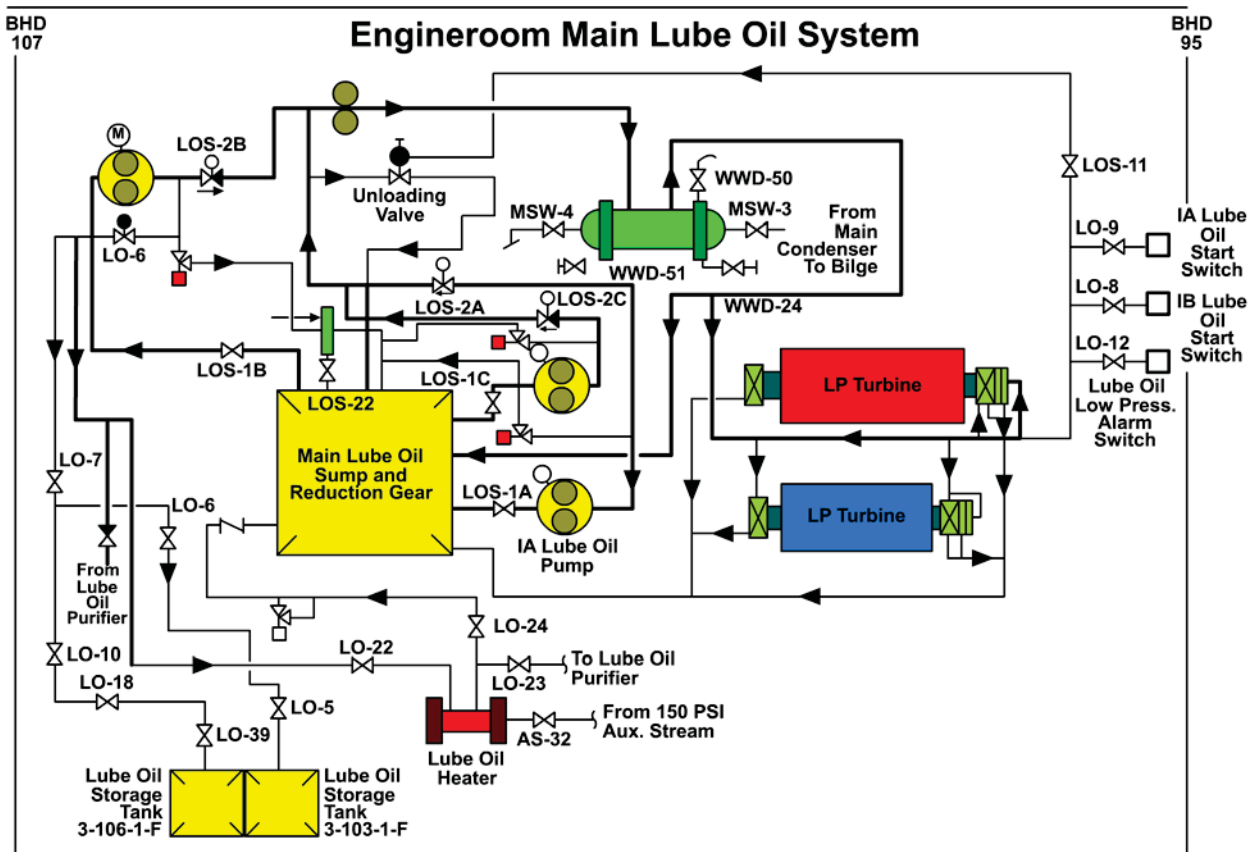 BHD
107
Engineroom Main Lube Oil System
BHD
95
M
LOS-2B
LOS-11
Unloading
Valve
WWD-50
MSW-4
MSW-3
From
Main
Condenser
To Bilge
LO-9
IA Lube
Oil
Start
Switch
LO-6
WWD-51
LOS-2A
LOS-2C
WWD-24
LO-8
IB Lube
Oil
Start
Switch
LOS-1B
LOS-1C
LOS-22
LO-12
LP Turbine
Lube Oil
Low Press.
Alarm
Switch
Main Lube Oil
Sump and
Reduction Gear
LO-7
LO-6
LOS-1A
LP Turbine
IA Lube Oil
Pump
From
Lube
Oil
Purifier
LO-24
LO-10
LO-22
To Lube Oil
Purifier
LO-23
LO-18
LO-5
From 150 PSI
Aux. Stream
LO-39
AS-32
Lube Oil
Heater
Lube Oil
Storage
Tank
3-106-1-F
Lube Oil
Storage
Tank
3-103-1-F